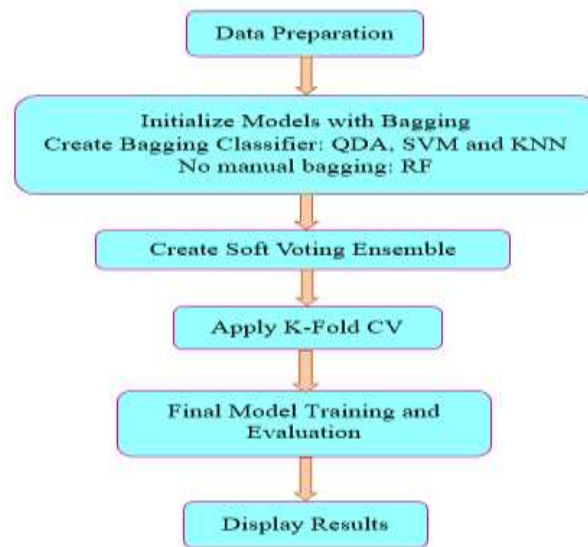 Data Preparation
Initialize Models with Bagging
Create Bagging Classifier: QDA, SVM and KNN
No manual bagging: RF
Create Soft Voting Ensemble
Apply K-Fold CV
Final Model Training and
Evaluation
Display Results